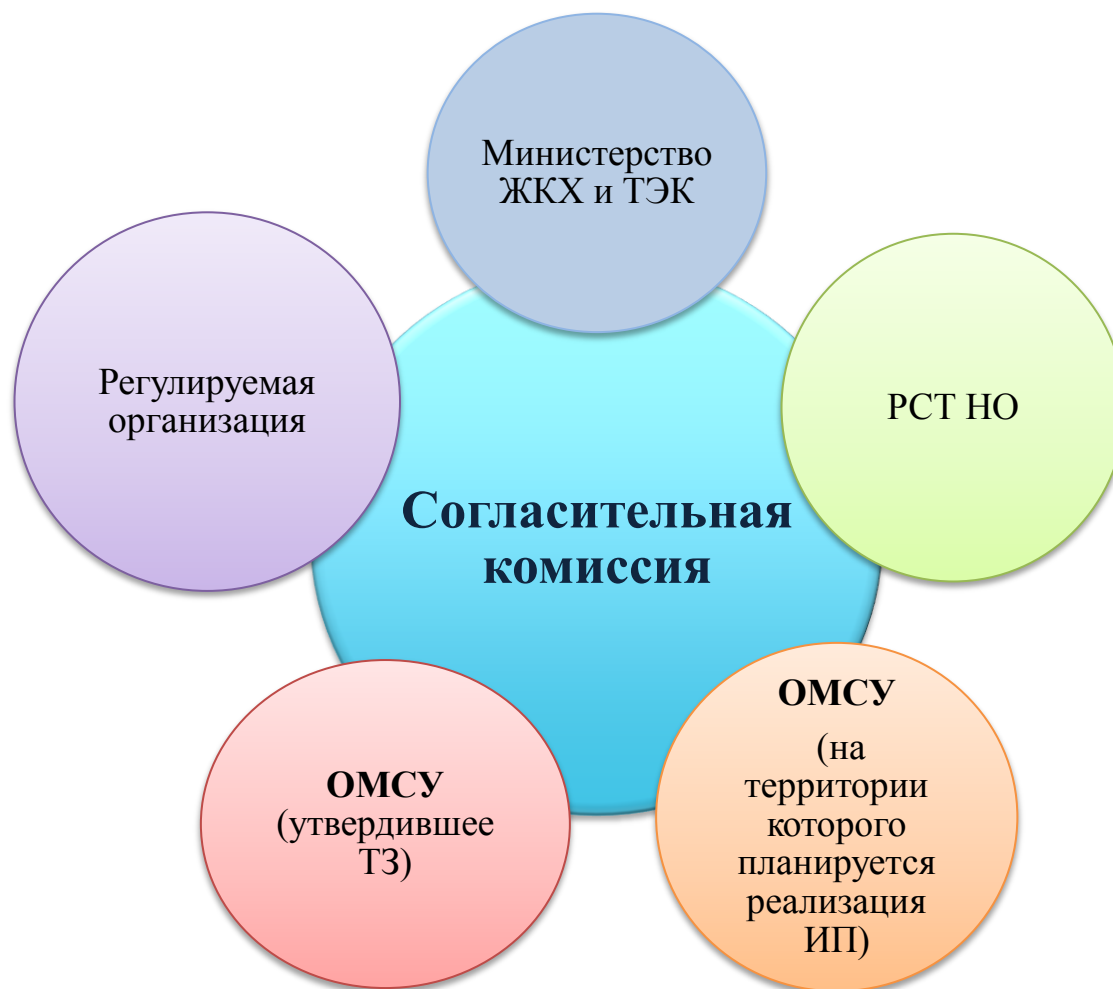 Министерство
ЖКХ и ТЭК
Регулируемая
организация
РСТ НО
Согласительная
комиссия
ОМСУ
(утвердившее
ТЗ)
ОМСУ
(на
территории
которого
планируется
реализация
ИП)